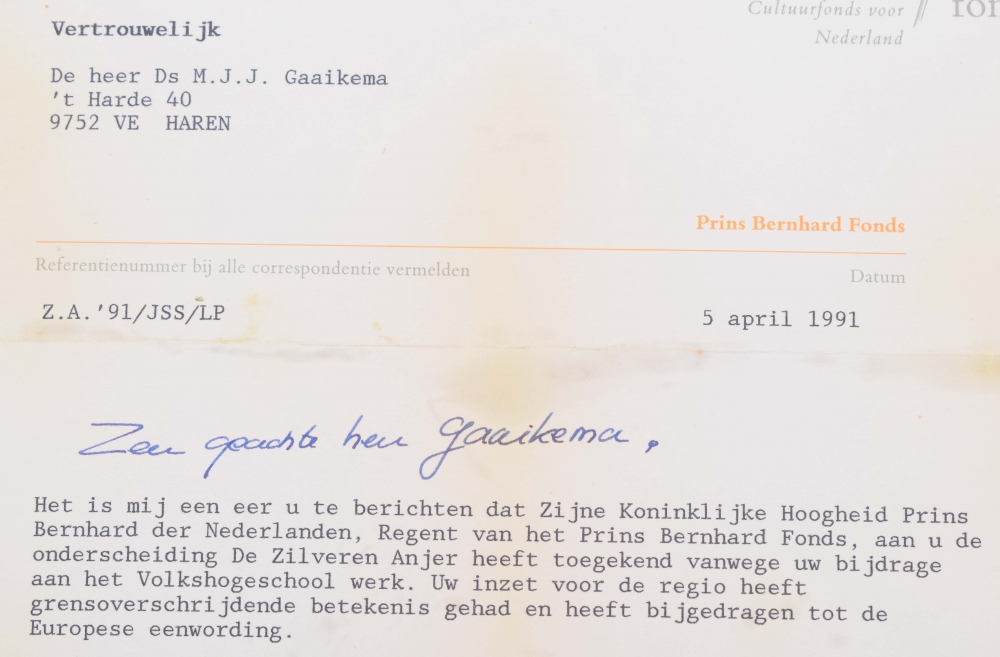 Cultuurfonds voor
Nederland
Vertrouwelijk
De heer Ds M.J.J. Gaaikema
't Harde 40
9752 VE HAREN
Prins Bernhard Fonds
Referentienummer bij alle correspondentie vermelden
Datum
Z.A.'91/JSS/LP
5 april 1991
Zeer geachte heer Gaaikema,
Het is mij een eer u te berichten dat Zijne Koninklijke Hoogheid Prins
Bernhard der Nederlanden, Regent van het Prins Bernhard Fonds, aan u de
onderscheiding De Zilveren Anjer heeft toegekend vanwege uw bijdrage
aan het Volkshogeschool werk. Uw inzet voor de regio heeft
grensoverschrijdende betekenis gehad en heeft bijgedragen tot de
Europese eenwording.